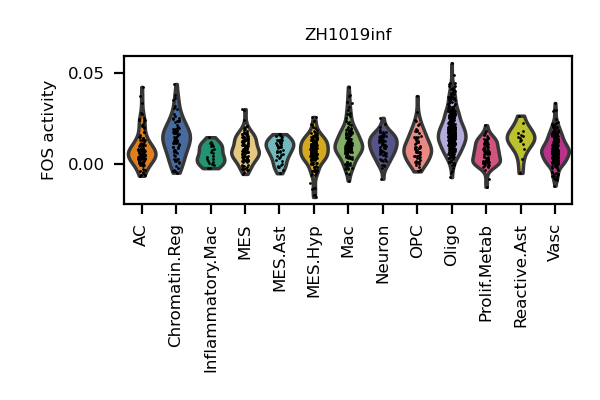 ZH1019inf
FOS activity
0.05
0.00
AC
Chromatin.Reg
Inflammatory.Mac
MES
MES.Ast
MES.Hyp
Mac
Neuron
OPC
Oligo
Prolif.Metab
Reactive.Ast
Vasc